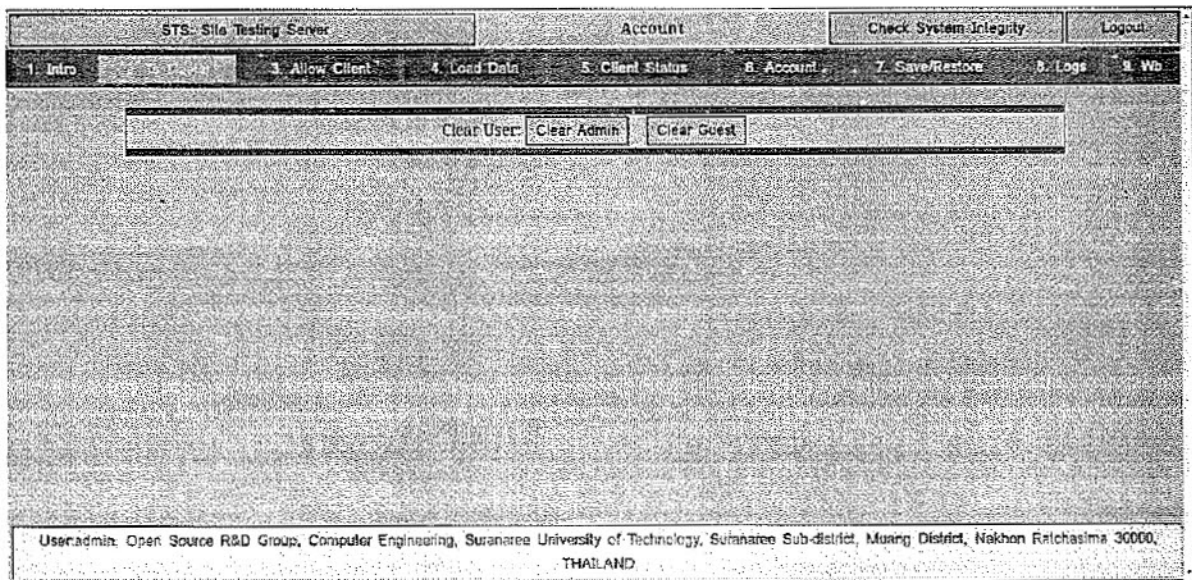 STS: Sila Testing Server Account Check System Integrity Logout
1. Intro 3. Allow Client 4. Load Data 5. Client Status 6. Account 7. Save/Restore 8. Logs 9. Wb
Clear User: Clear Admin Clear Guest
User:admin, Open Source R&D Group, Computer Engineering, Suranaree University of Technology, Suranaree Sub-district, Muang District, Nakhon Ratchasima 30000,
THAILAND